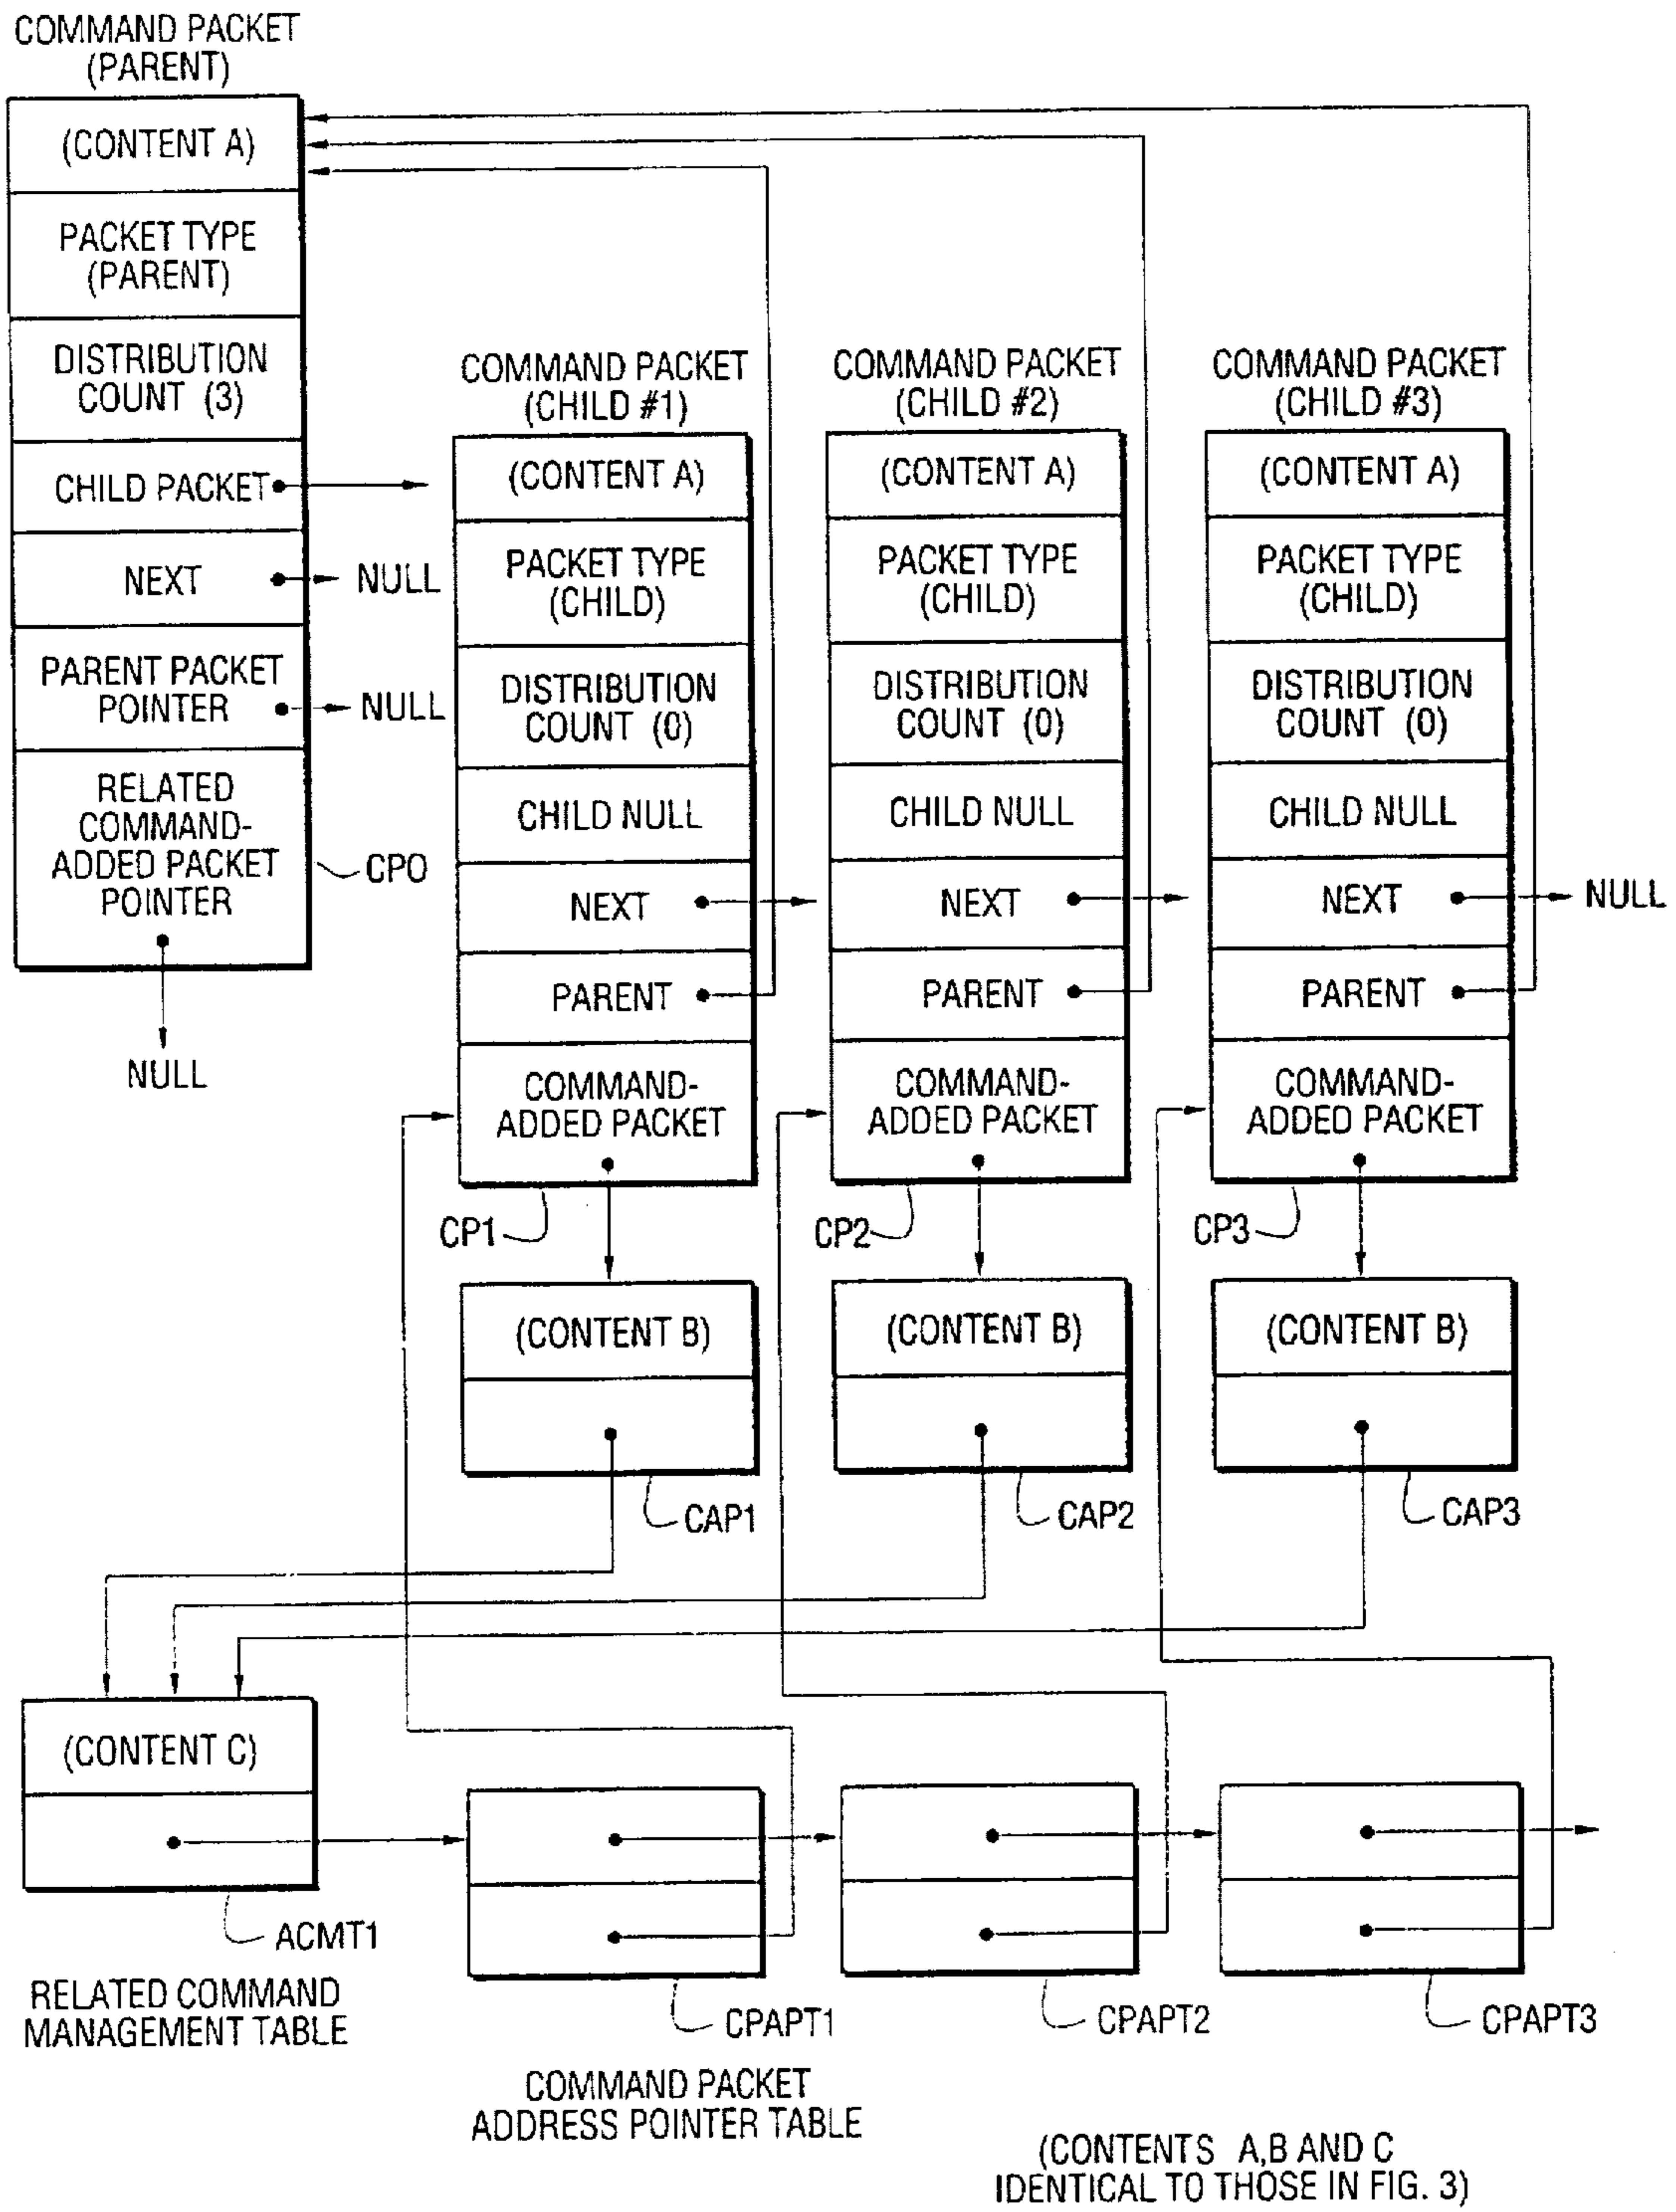 COMMAND PACKET
(PARENT)
(CONTENT A)
PACKET TYPE
(PARENT)
DISTRIBUTION
COUNT (3)
CHILD PACKET
NEXT
NULL
PARENT PACKET
POINTER
NULL
RELATED
COMMAND-
ADDED PACKET
POINTER
CP0
NULL
COMMAND PACKET
(CHILD #1)
(CONTENT A)
PACKET TYPE
(CHILD)
DISTRIBUTION
COUNT (0)
CHILD NULL
NEXT
PARENT
COMMAND-
ADDED PACKET
CP1
COMMAND PACKET
(CHILD #2)
(CONTENT A)
PACKET TYPE
(CHILD)
DISTRIBUTION
COUNT (0)
CHILD NULL
NEXT
PARENT
COMMAND-
ADDED PACKET
CP2
COMMAND PACKET
(CHILD #3)
(CONTENT A)
PACKET TYPE
(CHILD)
DISTRIBUTION
COUNT (0)
CHILD NULL
NEXT
NULL
PARENT
COMMAND-
ADDED PACKET
CP3
(CONTENT B)
CAP1
(CONTENT B)
CAP2
(CONTENT B)
CAP3
(CONTENT C)
ACMT1
RELATED COMMAND
MANAGEMENT TABLE
CPAPT1
CPAPT2
CPAPT3
COMMAND PACKET
ADDRESS POINTER TABLE
(CONTENTS A,B AND C
IDENTICAL TO THOSE IN FIG. 3)